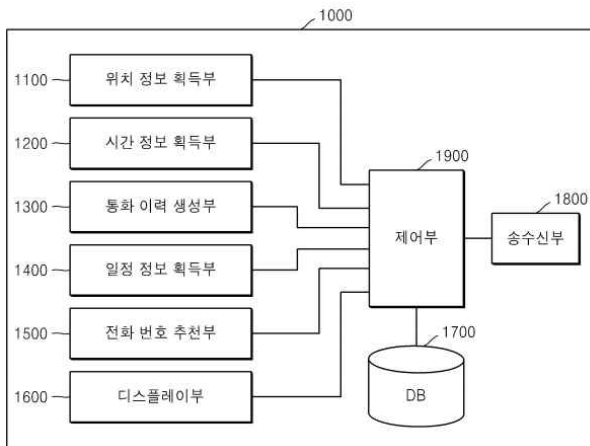 1000
1100
위치 정보 획득부
1200
시간 정보 획득부
1900
1300
통화 이력 생성부
제어부
1800
송수신부
1400
일정 정보 획득부
1500
전화 번호 추천부
1700
DB
1600
디스플레이부